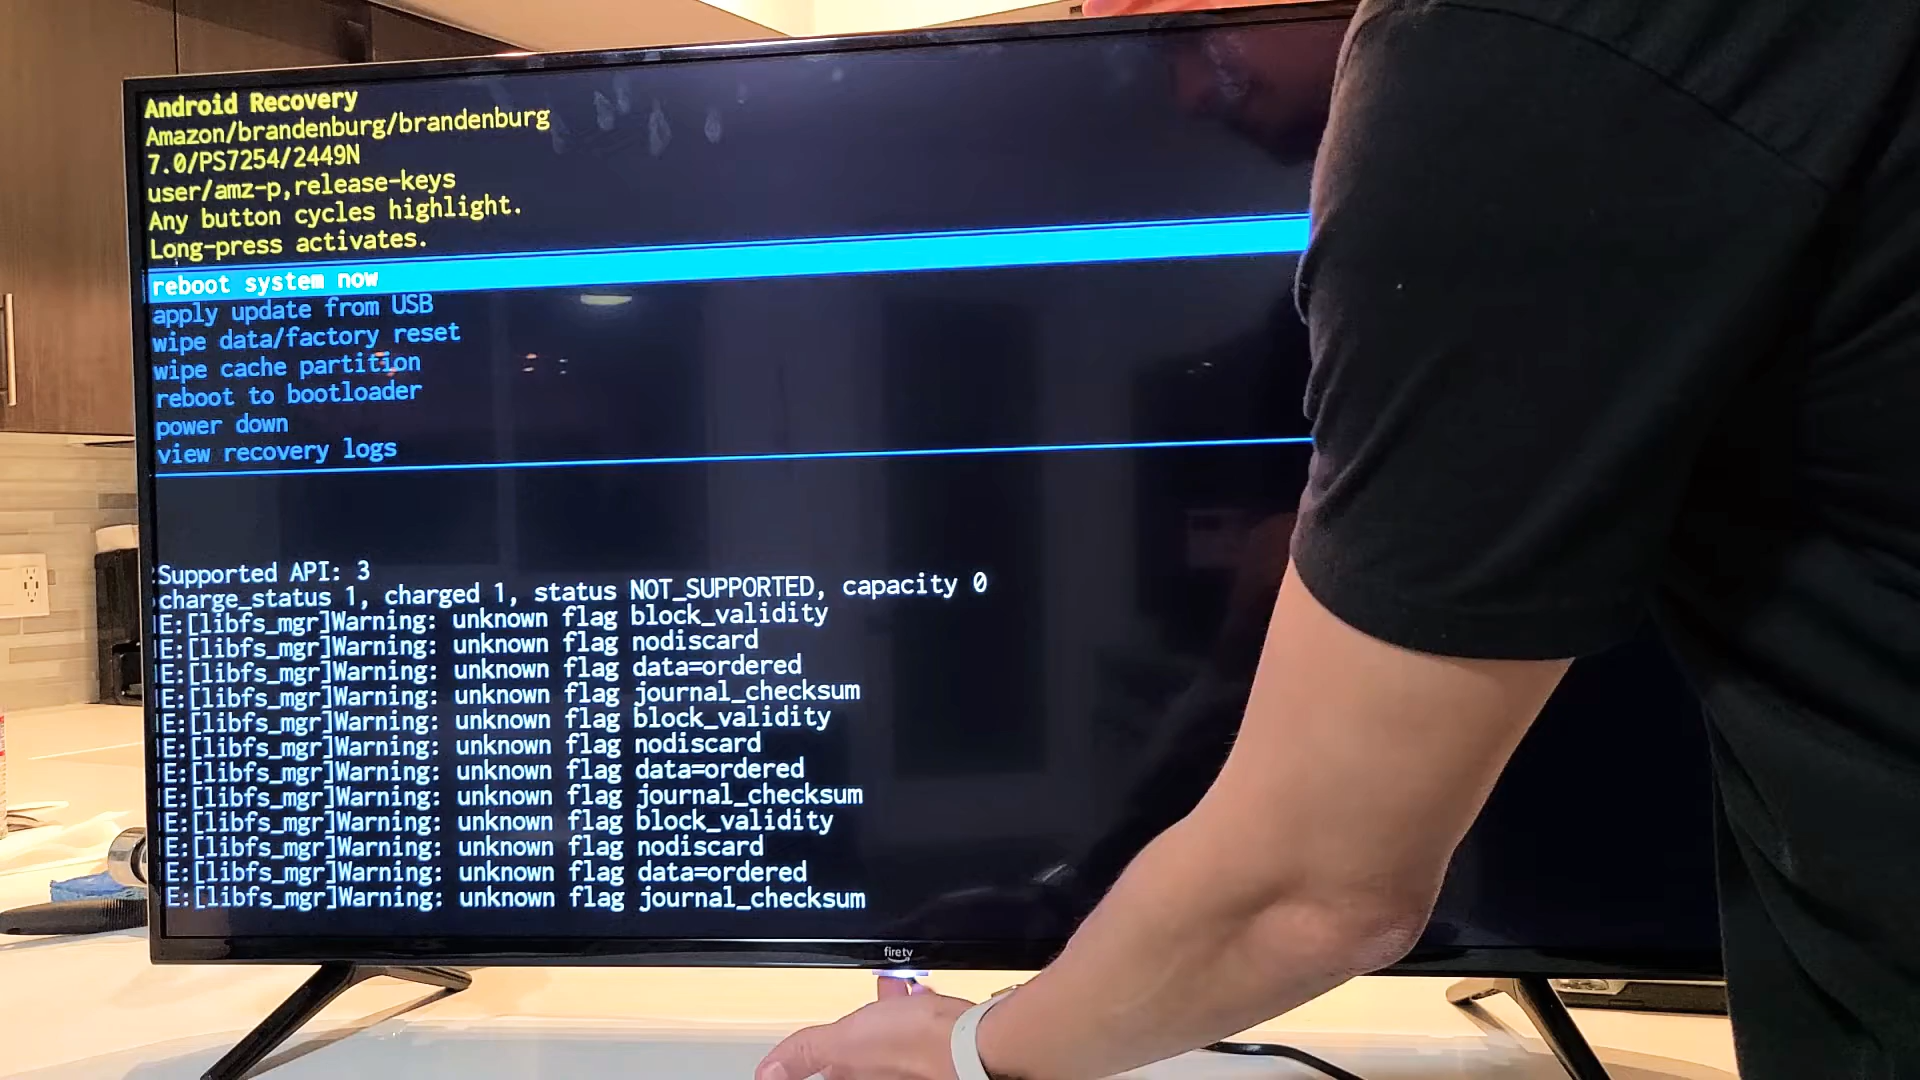 Android Recovery
Amazon/brandenburg/brandenburg
7.0/PS7254/2449N
user/amz-p,release-keys
Any button cycles highlight.
Long-press activates.
reboot system now
apply update from USB
wipe data/factory reset
wipe cache partition
reboot to bootloader
power down
view recovery logs
Supported API: 3
charge_status 1, charged 1, status NOT_SUPPORTED, capacity 0
E:[libfs_mgr]Warning: unknown flag block_validity
E:[libfs_mgr]Warning: unknown flag nodiscard
E:[libfs_mgr]Warning: unknown flag data=ordered
E:[libfs_mgr]Warning: unknown flag journal_checksum
E:[libfs_mgr]Warning: unknown flag block_validity
E:[libfs_mgr]Warning: unknown flag nodiscard
E:[libfs_mgr]Warning: unknown flag data=ordered
E:[libfs_mgr]Warning: unknown flag journal_checksum
E:[libfs_mgr]Warning: unknown flag block_validity
E:[libfs_mgr]Warning: unknown flag nodiscard
E:[libfs_mgr]Warning: unknown flag data=ordered
E:[libfs_mgr]Warning: unknown flag journal_checksum
fire tv